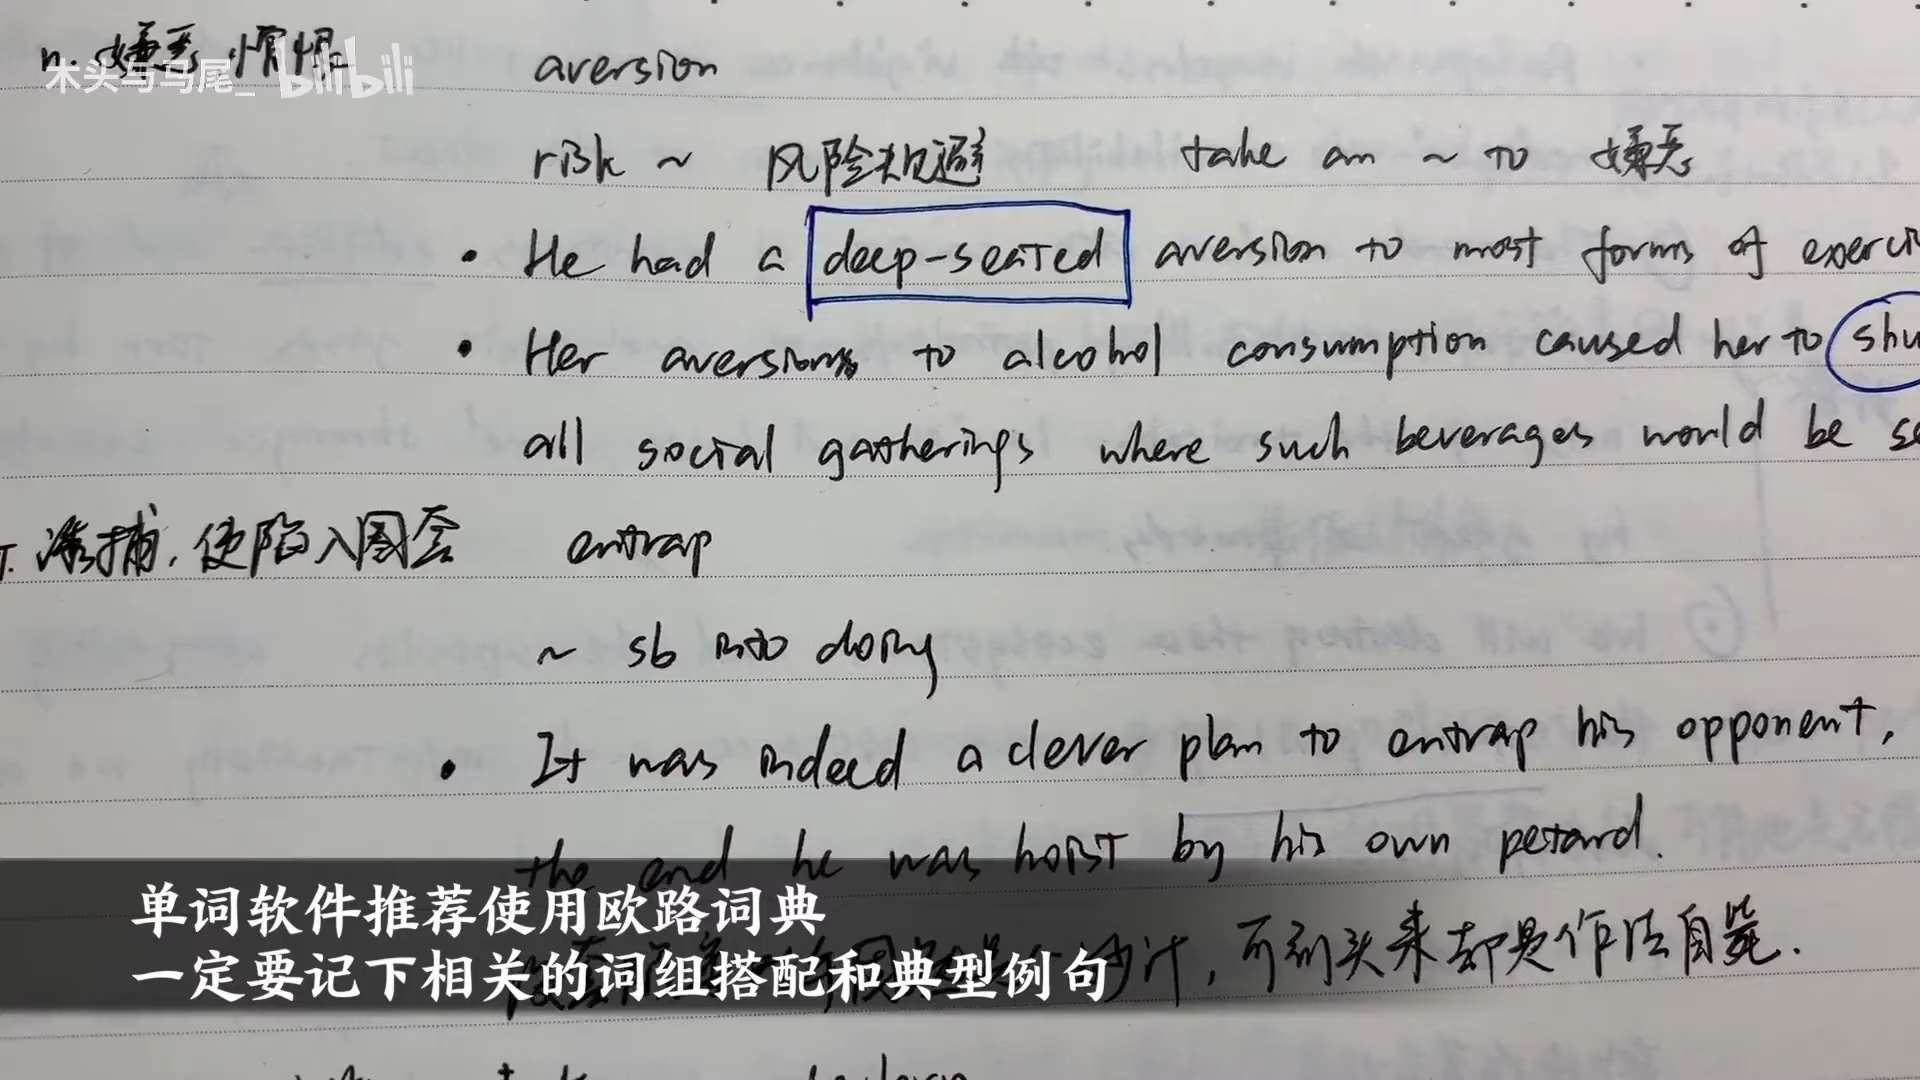 n. 嫌恶
木头与马尾_ bilibili
aversion
risk ~ 风险规避 take an ~ to 嫌恶
• He had a deep-seated aversion to most forms of exerci
• Her aversions to alcohol consumption caused her to shu
all social gatherings where such beverages would be se
诱捕, 使陷入圈套 entrap
~ sb into doing
• It was indeed a clever plan to entrap his opponent,
the end he was hoist by his own petard.
妙计, 可到头来却是作法自毙.
单词软件推荐使用欧路词典
一定要记下相关的词组搭配和典型例句